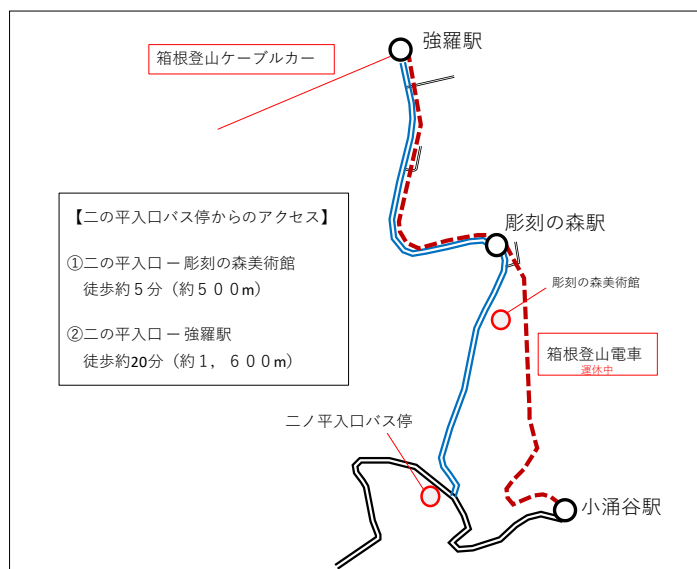 強羅駅
箱根登山ケーブルカー
【二の平入口バス停からのアクセス】
①二の平入口 ー 彫刻の森美術館
徒歩約5分（約５００m）
②二の平入口 ー 強羅駅
徒歩約20分（約１，６００m）
彫刻の森駅
彫刻の森美術館
箱根登山電車
運休中
二ノ平入口バス停
小涌谷駅